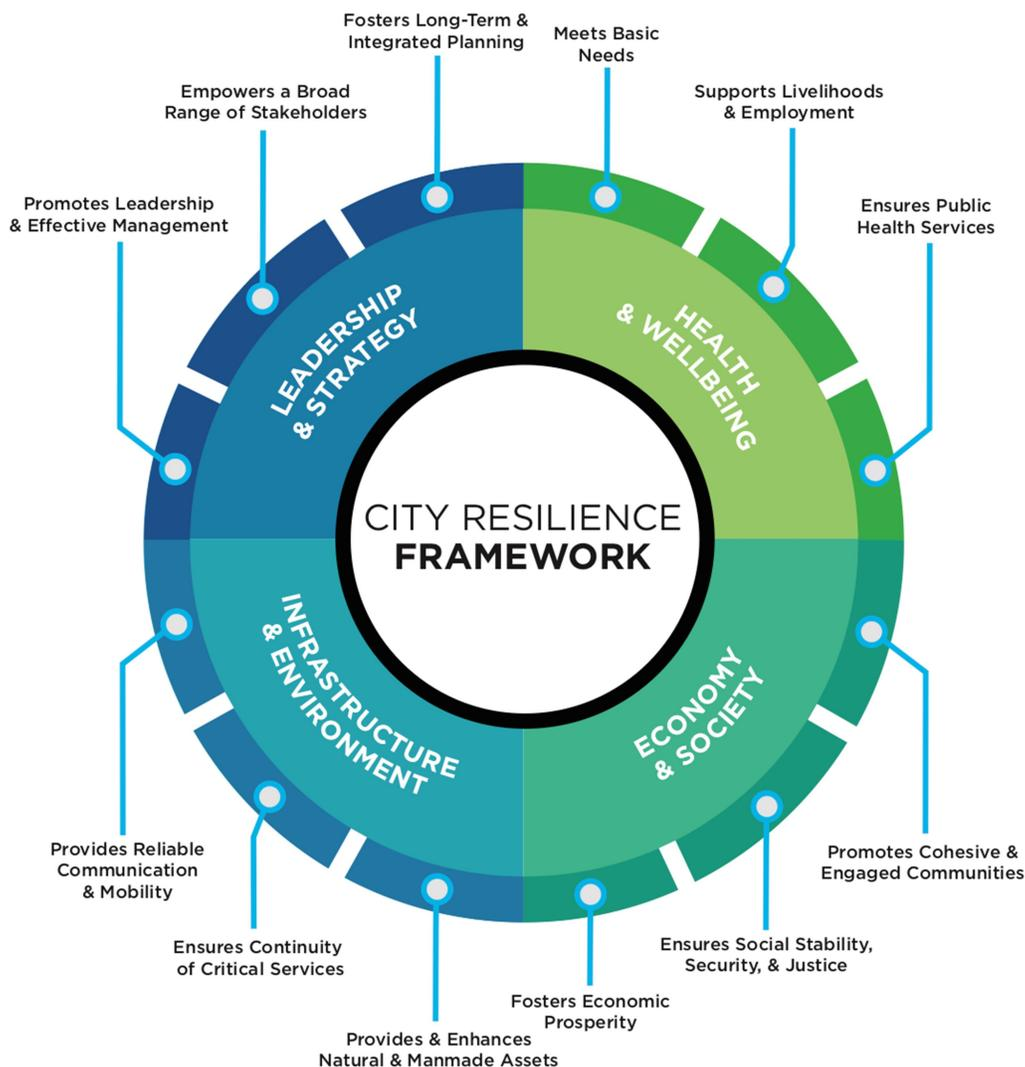 Fosters Long-Term &
Integrated Planning
Meets Basic
Needs
Empowers a Broad
Range of Stakeholders
Supports Livelihoods
& Employment
Promotes Leadership
& Effective Management
Ensures Public
Health Services
LEADERSHIP
& STRATEGY
HEALTH
& WELLBEING
CITY RESILIENCE
FRAMEWORK
INFRASTRUCTURE
& ENVIRONMENT
ECONOMY
& SOCIETY
Provides Reliable
Communication
& Mobility
Promotes Cohesive &
Engaged Communities
Ensures Continuity
of Critical Services
Ensures Social Stability,
Security, & Justice
Fosters Economic
Prosperity
Provides & Enhances
Natural & Manmade Assets